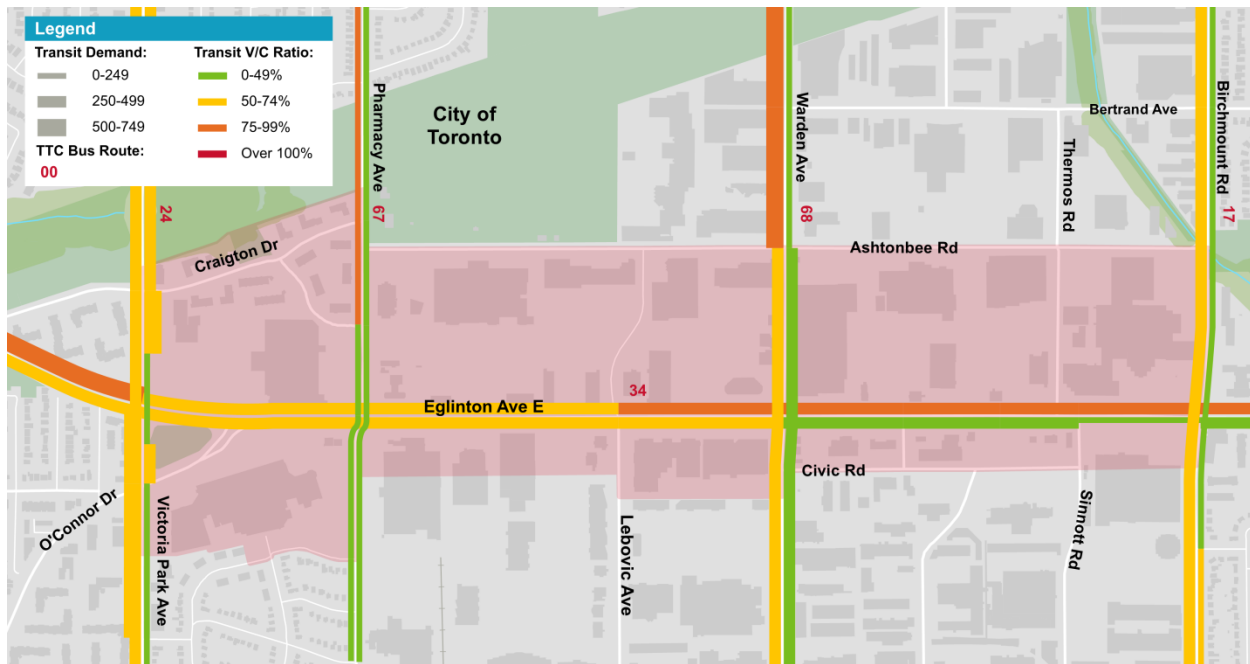 Legend
Transit Demand:
0-249
250-499
500-749
TTC Bus Route:
00
Transit V/C Ratio:
0-49%
50-74%
75-99%
Over 100%
City of
Toronto
Pharmacy Ave
Warden Ave
Bertrand Ave
Birchmount Rd
Thermos Rd
24
67
68
17
Craigton Dr
Ashtonbee Rd
34
Eglinton Ave E
Civic Rd
O'Connor Dr
Victoria Park Ave
Lebovic Ave
Sinnott Rd